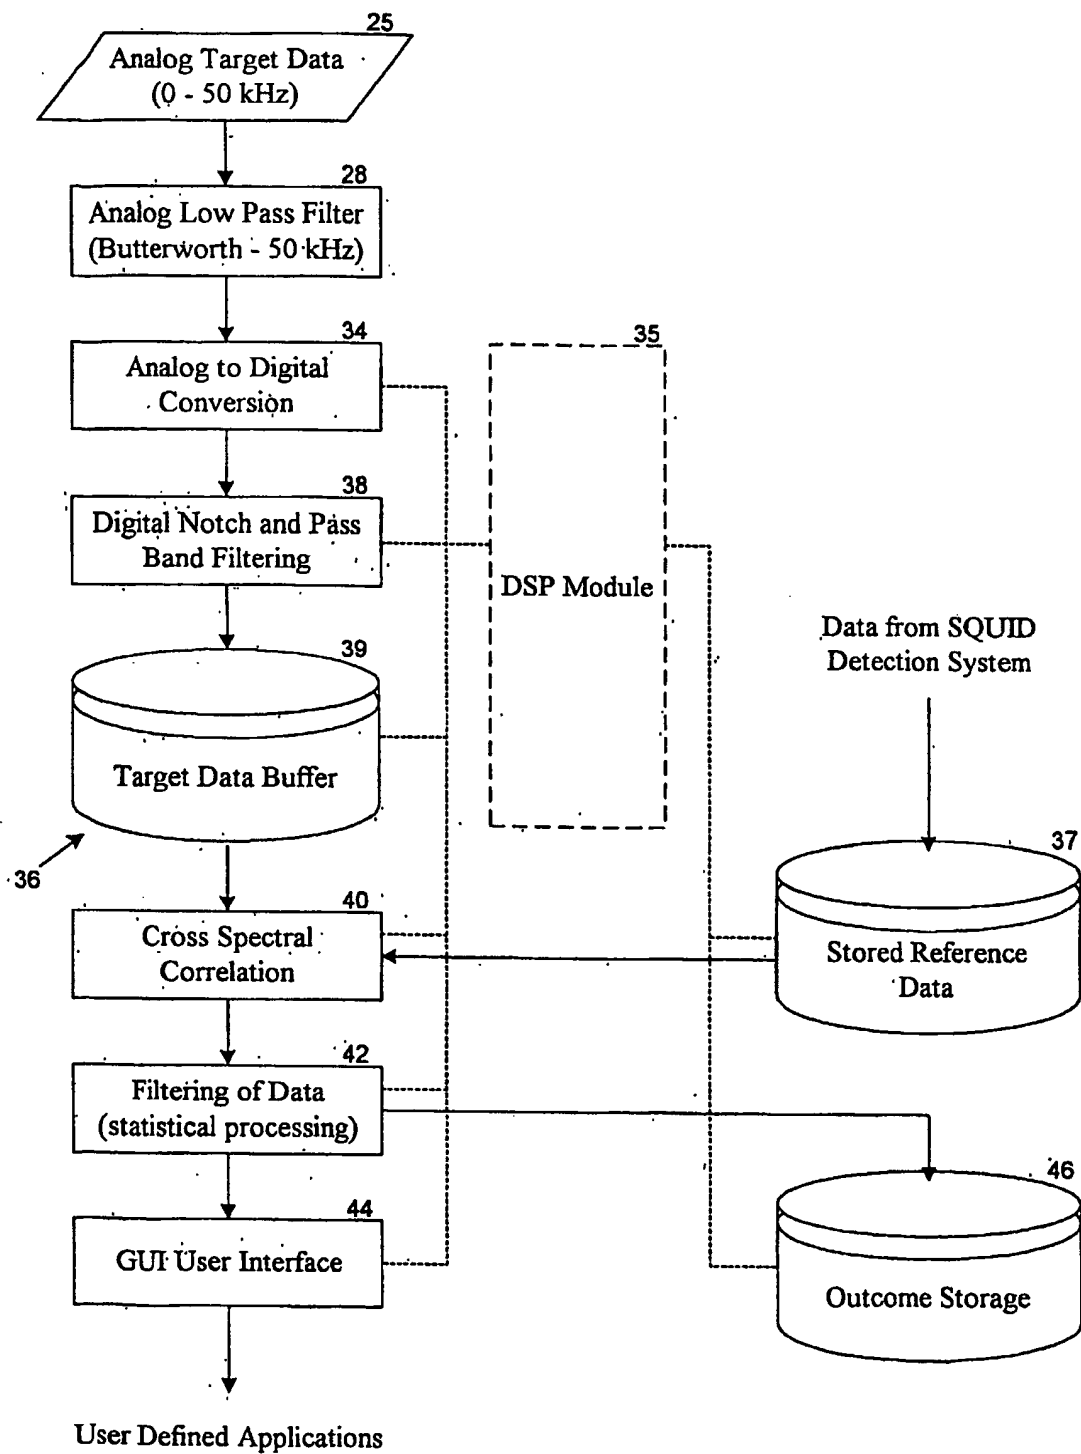 25
Analog Target Data
(0 - 50 kHz)
28
Analog Low Pass Filter
(Butterworth - 50 kHz)
34
Analog to Digital
Conversion
35
DSP Module
38
Digital Notch and Pass
Band Filtering
39
Target Data Buffer
36
Data from SQUID
Detection System
37
Stored Reference
Data
40
Cross Spectral
Correlation
42
Filtering of Data
(statistical processing)
46
Outcome Storage
44
GUI User Interface
User Defined Applications